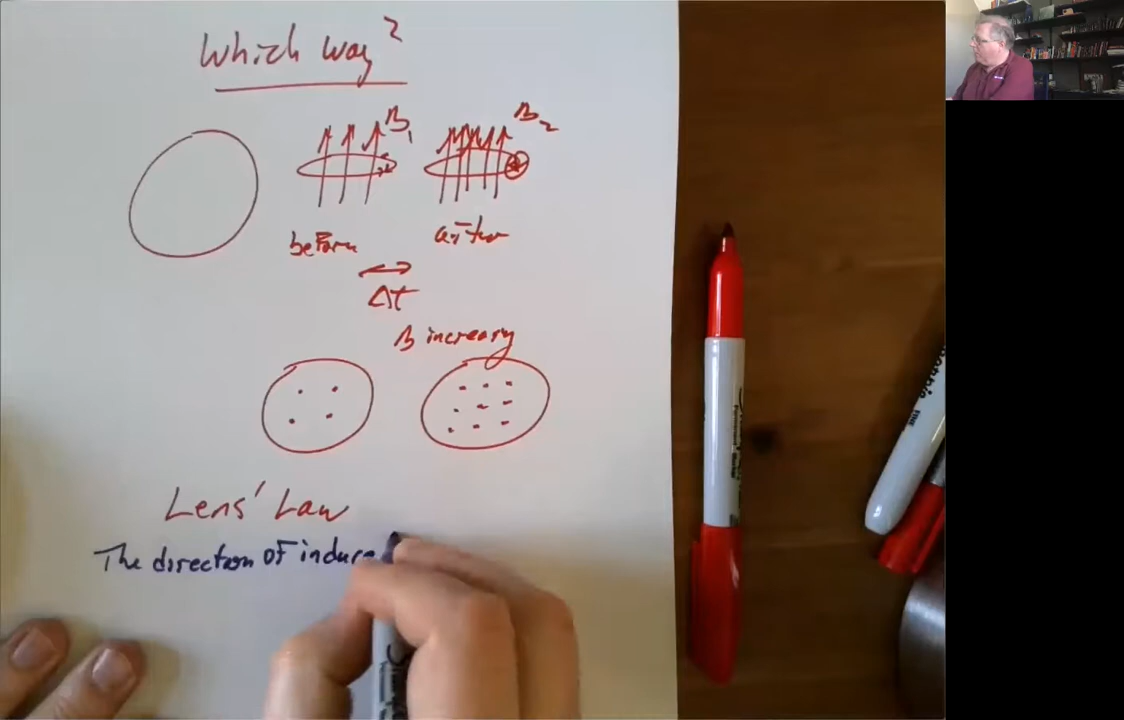 Which way?
B₁ B₂
before after
Δt
B increasing
Lens' Law
The direction of induce